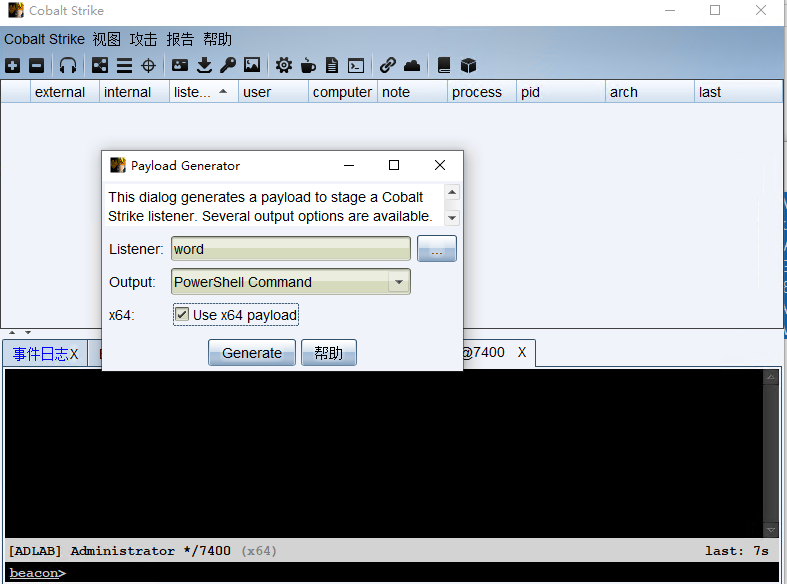 Cobalt Strike
Cobalt Strike 视图 攻击 报告 帮助
external internal liste... user computer note process pid arch last
Payload Generator
This dialog generates a payload to stage a Cobalt
Strike listener. Several output options are available.
Listener: word ...
Output: PowerShell Command
x64: Use x64 payload
Generate 帮助
事件日志X @7400 X
[ADLAB] Administrator */7400 (x64) last: 7s
beacon>